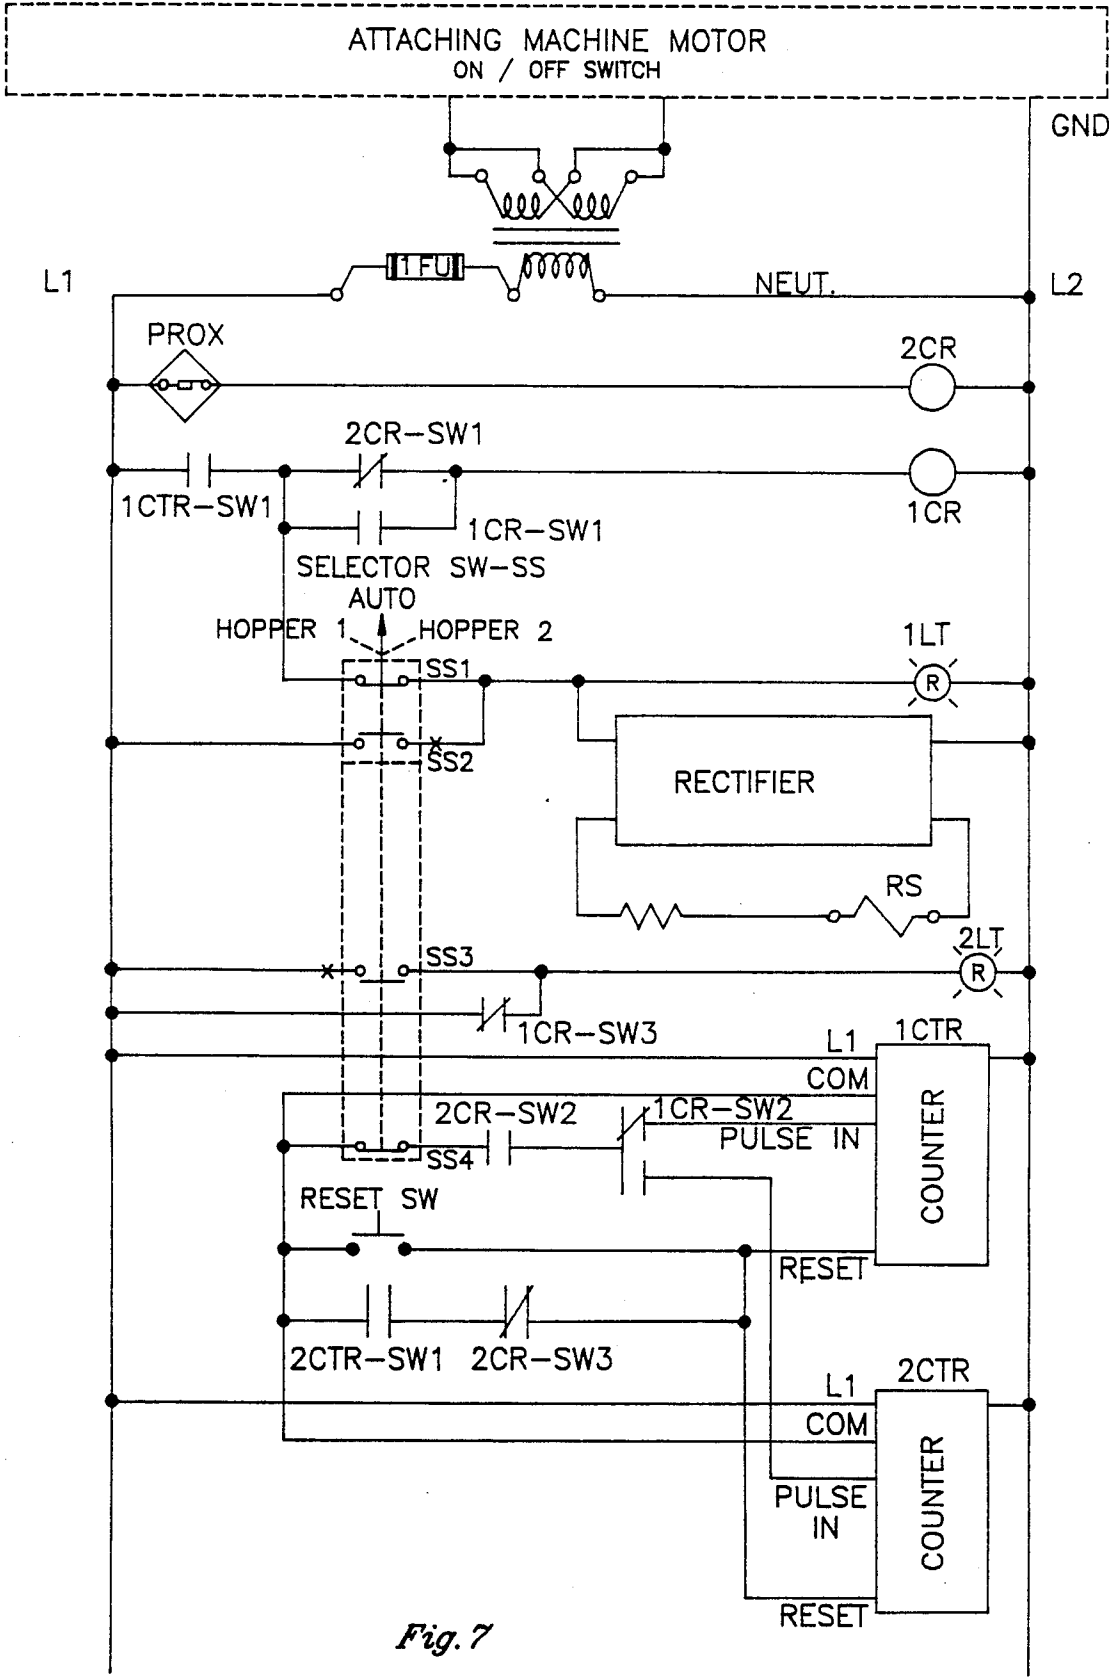 ATTACHING MACHINE MOTOR
ON / OFF SWITCH
GND
1FU
L1
NEUT.
L2
PROX
2CR
2CR-SW1
1CTR-SW1
1CR
1CR-SW1
SELECTOR SW-SS
AUTO
HOPPER 1
HOPPER 2
1LT
SS1
R
SS2
RECTIFIER
RS
2LT
SS3
R
1CR-SW3
1CTR
L1
COM
2CR-SW2
1CR-SW2
PULSE IN
COUNTER
SS4
RESET SW
RESET
2CTR-SW1
2CR-SW3
2CTR
L1
COM
COUNTER
PULSE
IN
RESET
Fig. 7